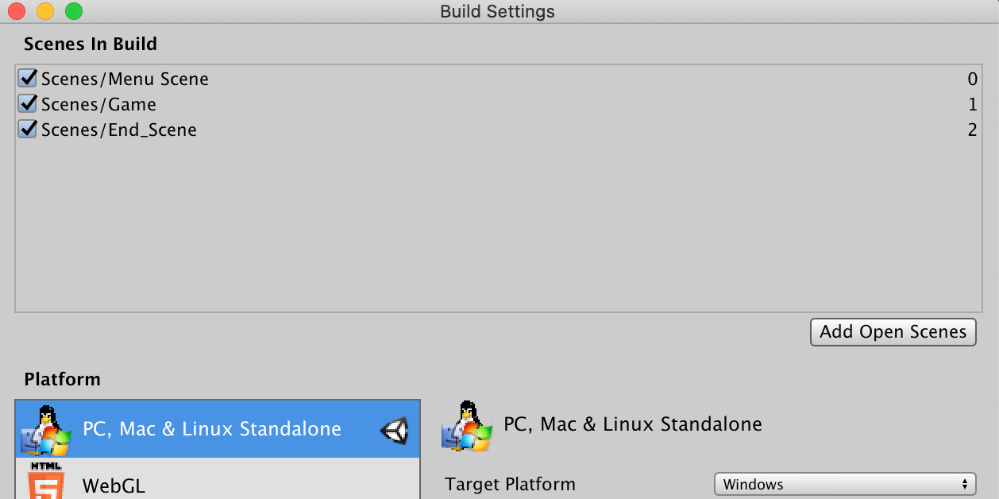 Build Settings
Scenes In Build
Scenes/Menu Scene 0
Scenes/Game 1
Scenes/End_Scene 2
Add Open Scenes
Platform
PC, Mac & Linux Standalone
PC, Mac & Linux Standalone
HTML
5
WebGL
Target Platform Windows